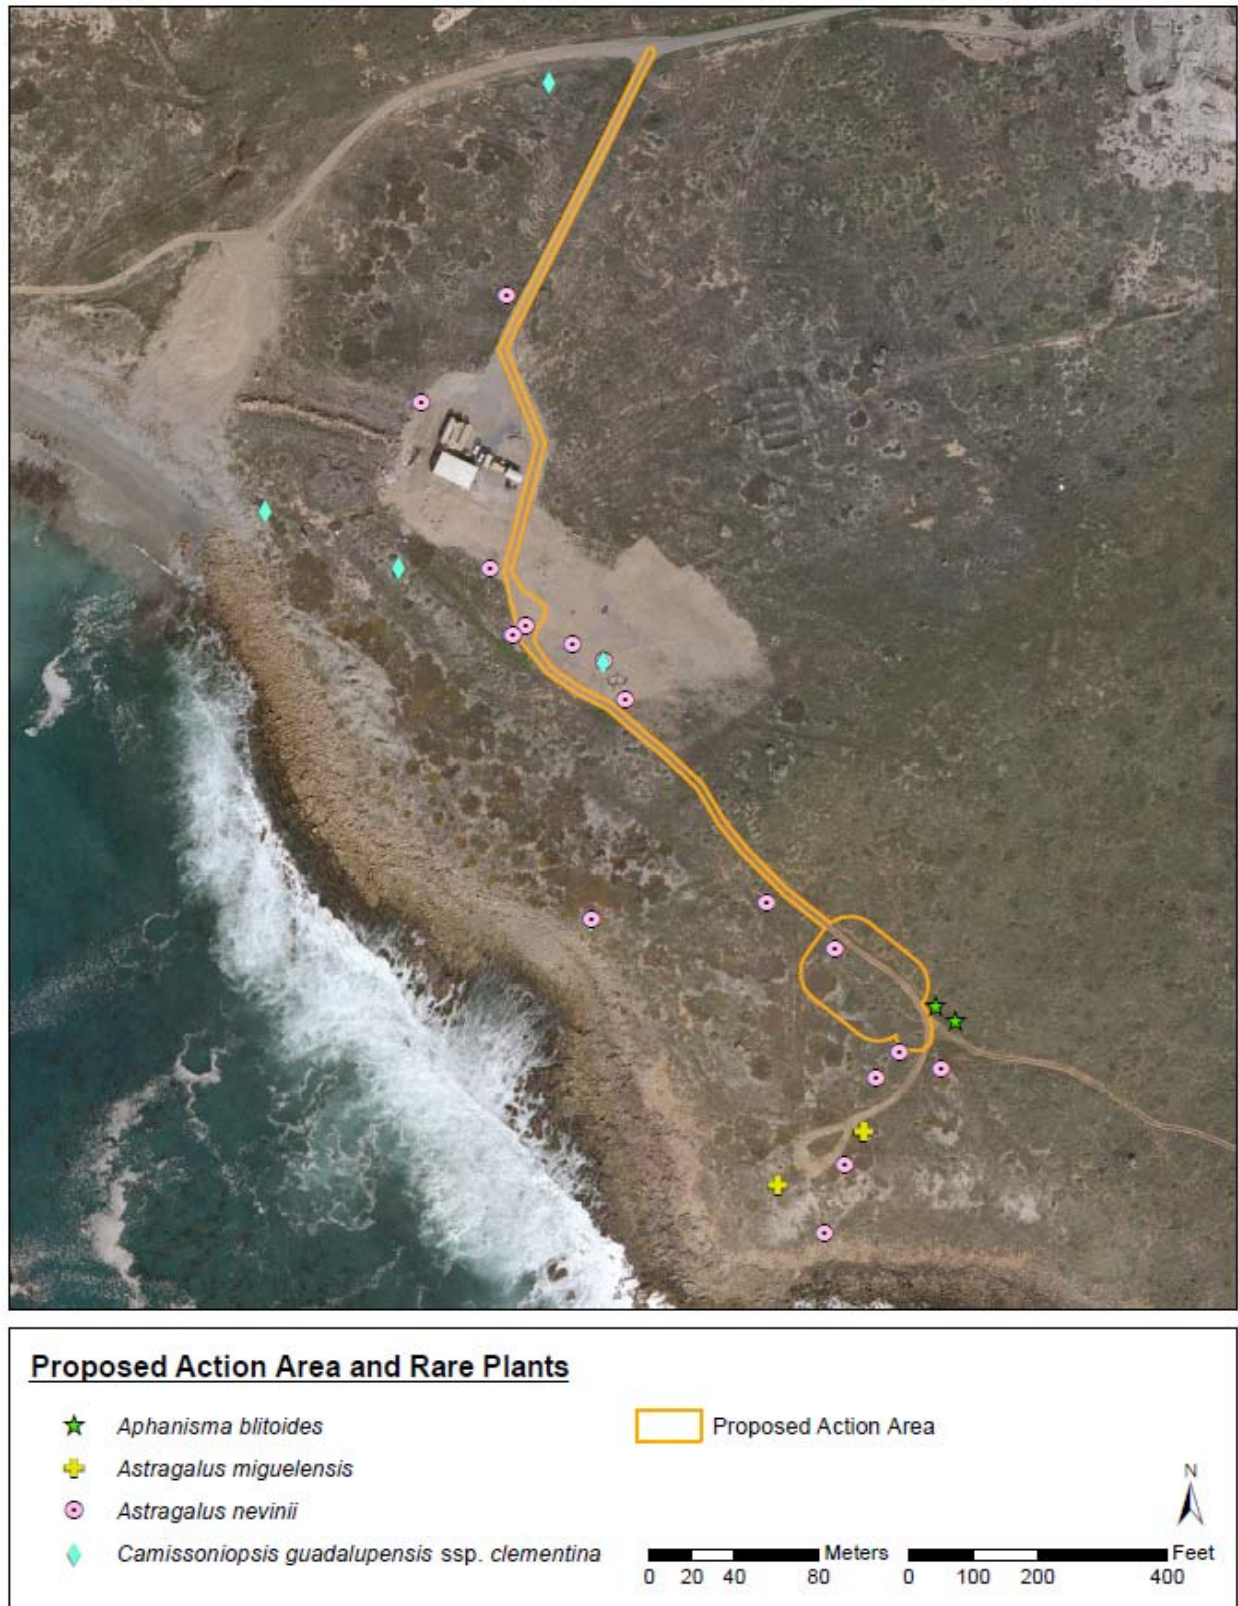 Proposed Action Area and Rare Plants
Aphanisma blitoides
Astragalus miguelensis
Astragalus nevinii
Camissoniopsis guadalupensis ssp. clementina
Proposed Action Area
N
Meters
0 20 40 80
Feet
0 100 200 400